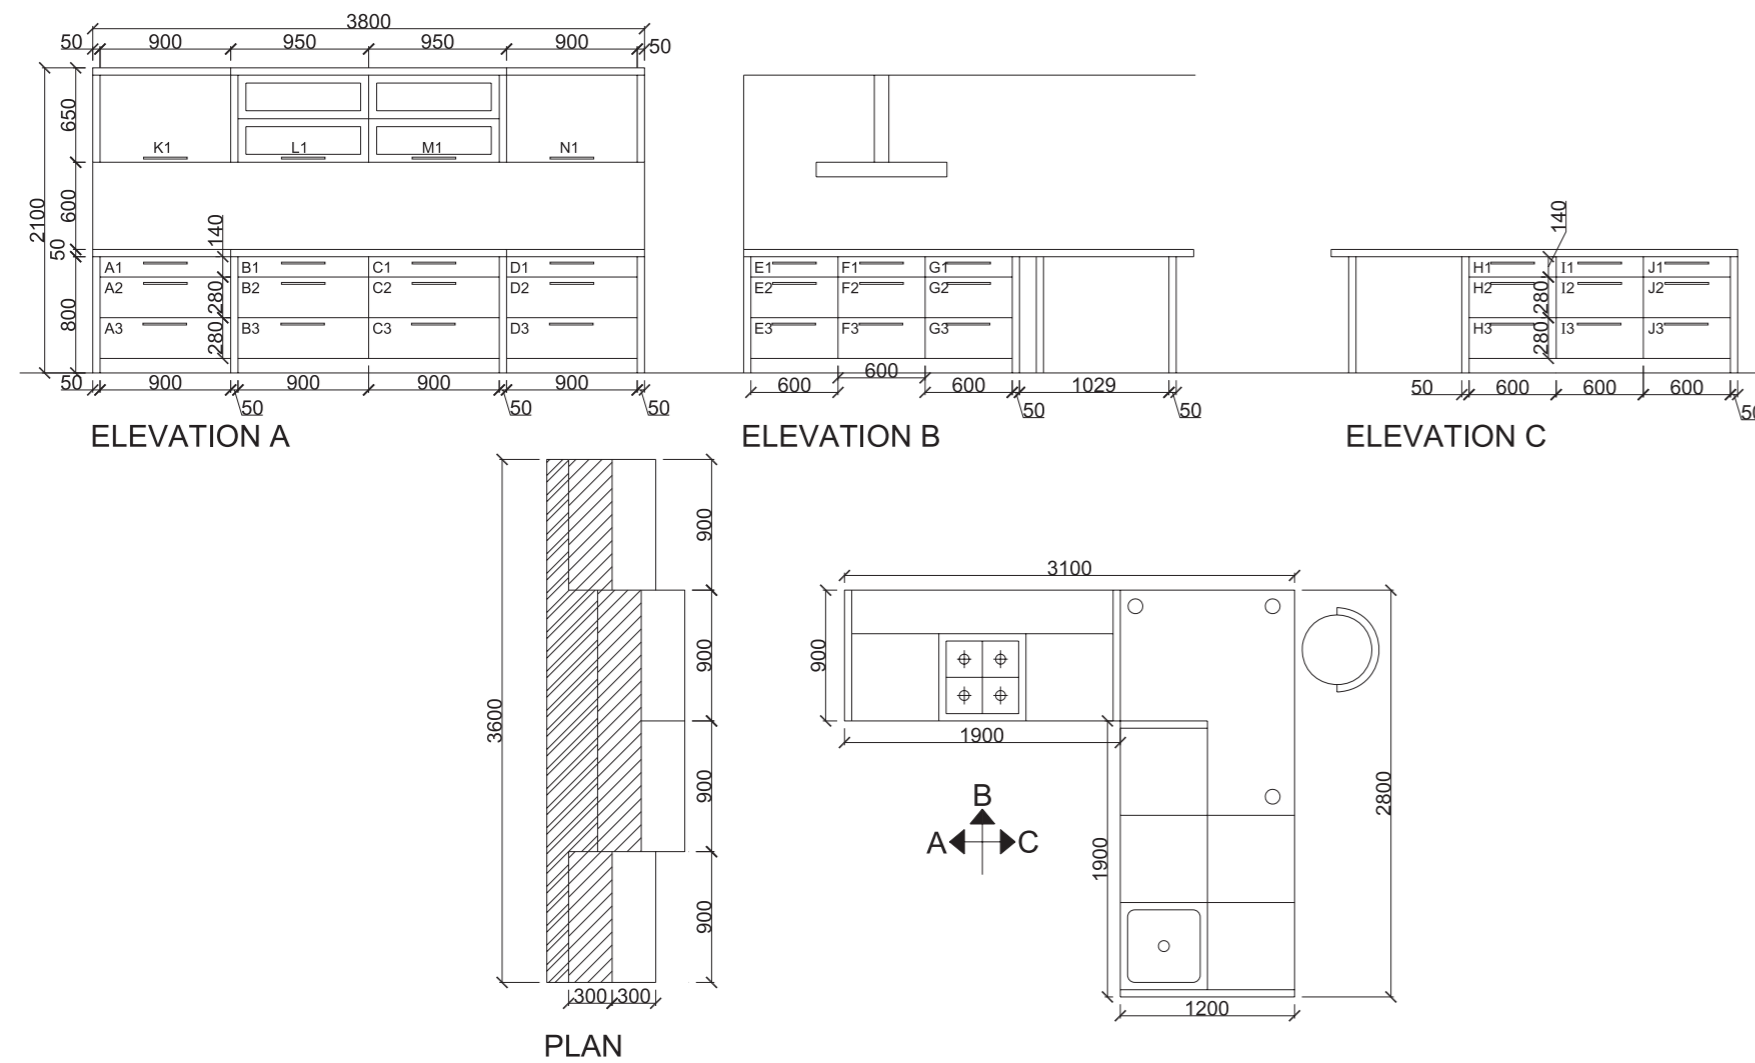 3800
50 900 950 950 900 50
2100
650
600
50
800
K1 L1 M1 N1
140
280
280
A1 B1 C1 D1
A2 B2 C2 D2
A3 B3 C3 D3
50 900 900 900 900
50 50 50
ELEVATION A
E1 F1 G1
E2 F2 G2
E3 F3 G3
600 600 600 1029
50 50
ELEVATION B
140
280
280
H1 I1 J1
H2 I2 J2
H3 I3 J3
50 600 600 600
50
ELEVATION C
3600
900
900
900
900
300 300
PLAN
3100
900
1900
B
A C
1900
2800
1200